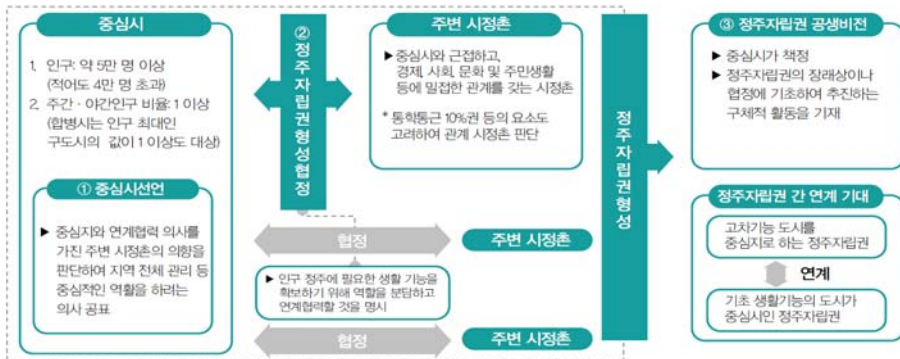 중심시
1. 인구: 약 5만 명 이상
(적어도 4만 명 초과)
2. 주간·야간인구 비율: 1 이상
(합병시는 인구 최대인
구도시의 값이 1 이상도 대상)
① 중심시선언
▶ 중심지와 연계협력 의사를
가진 주변 시정촌의 의향을
판단하여 지역 전체 관리 등
중심적인 역활을 하려는
의사 공표
② 정주자립권형성협정
주변 시정촌
▶ 중심시와 근접하고,
경제, 사회, 문화 및 주민생활
등에 밀접한 관계를 갖는 시정촌
* 통학통근 10%권 등의 요소도
고려하여 관계 시정촌 판단
협정
주변 시정촌
▶ 인구 정주에 필요한 생활 기능을
확보하기 위해 역할을 분담하고
연계협력할 것을 명시
협정
주변 시정촌
정주자립권형성
③ 정주자립권 공생비전
▶ 중심시가 책정
▶ 정주자립권의 장래상이나
협정에 기초하여 추진하는
구체적 활동을 기재
정주자립권 간 연계 기대
고차기능 도시를
중심지로 하는 정주자립권
연계
기초 생활기능의 도시가
중심시인 정주자립권